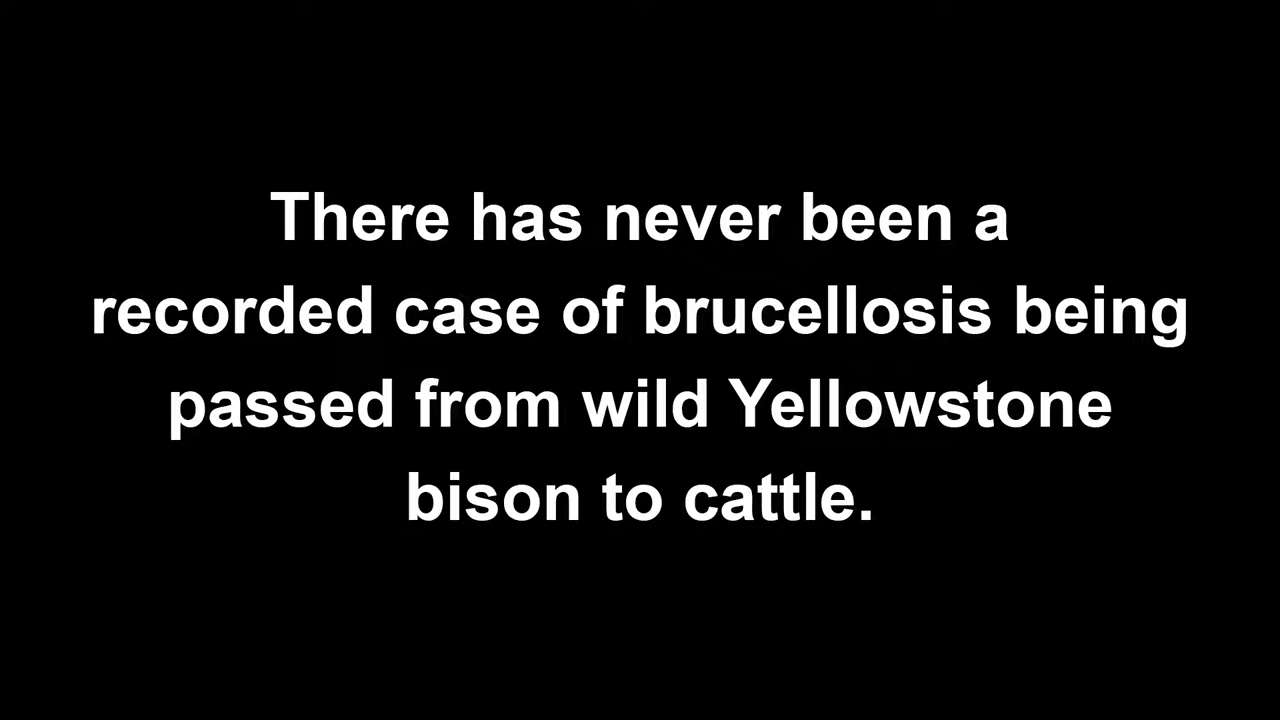 There has never been a
recorded case of brucellosis being
passed from wild Yellowstone
bison to cattle.